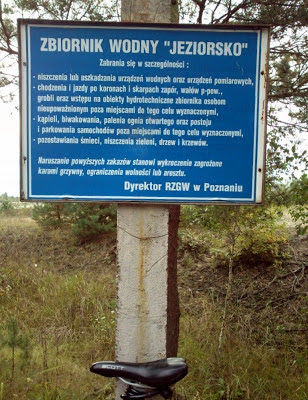 ZBIORNIK WODNY "JEZIORSKO"
Zabrania się w szczególności :
- niszczenia lub uszkadzania urządzeń wodnych oraz urządzeń pomiarowych,
- chodzenia i jazdy po koronach i skarpach zapór, wałów p-pow.,
grobli oraz wstępu na obiekty hydrotechniczne zbiornika osobom
nieupoważnionym poza miejscami do tego celu wyznaczonymi,
- kąpieli, biwakowania, palenia ognia otwartego oraz postoju
i parkowania samochodów poza miejscami do tego celu wyznaczonymi,
- pozostawiania śmieci, niszczenia zieleni, drzew i krzewów.
Naruszanie powyższych zakazów stanowi wykroczenie zagrożone
karami grzywny, ograniczenia wolności lub aresztu.
Dyrektor RZGW w Poznaniu
SCOTT